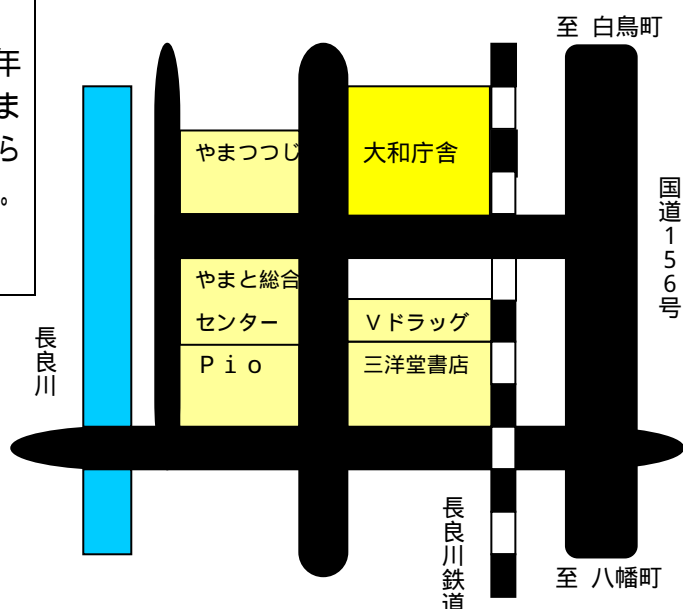 年
ま
ら
。
至 白鳥町
やまつつじ
大和庁舎
国道156号
やまと総合
センター
Vドラッグ
Pio
三洋堂書店
長良川
長良川鉄道
至 八幡町